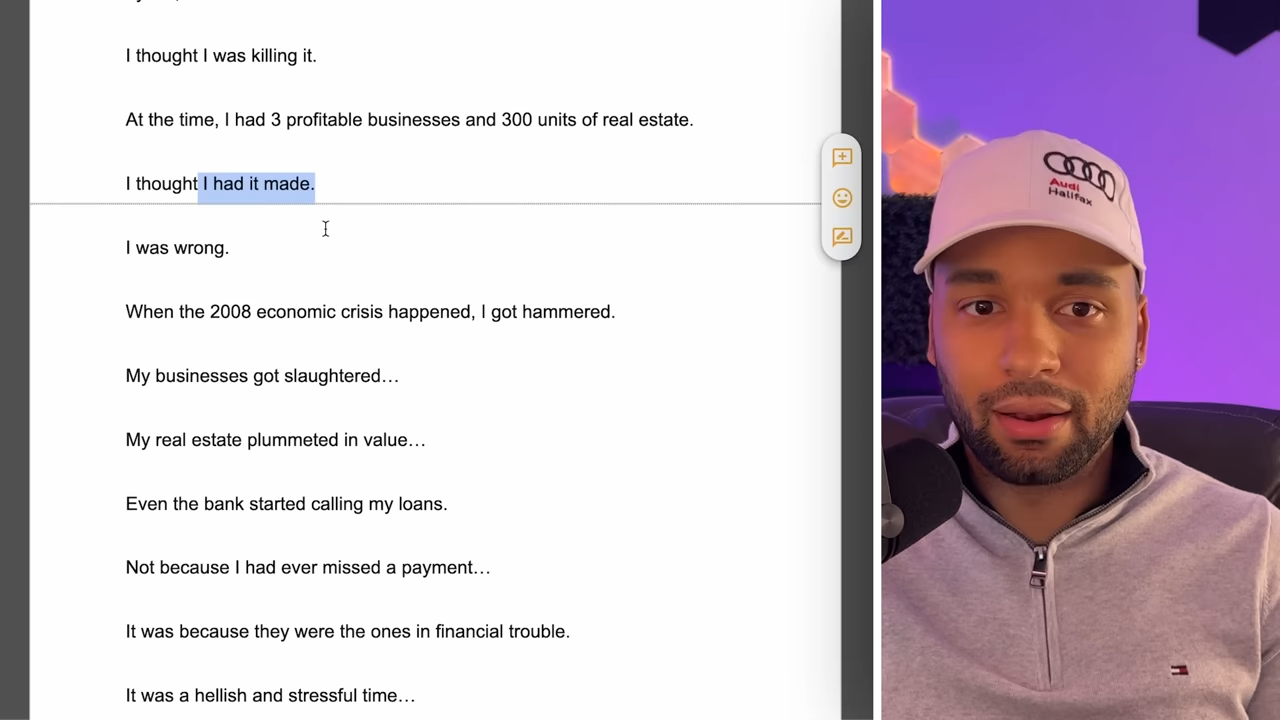 I thought I was killing it.
At the time, I had 3 profitable businesses and 300 units of real estate.
I thought I had it made.
I was wrong.
When the 2008 economic crisis happened, I got hammered.
My businesses got slaughtered…
My real estate plummeted in value…
Even the bank started calling my loans.
Not because I had ever missed a payment…
It was because they were the ones in financial trouble.
It was a hellish and stressful time…
Audi
Halifax